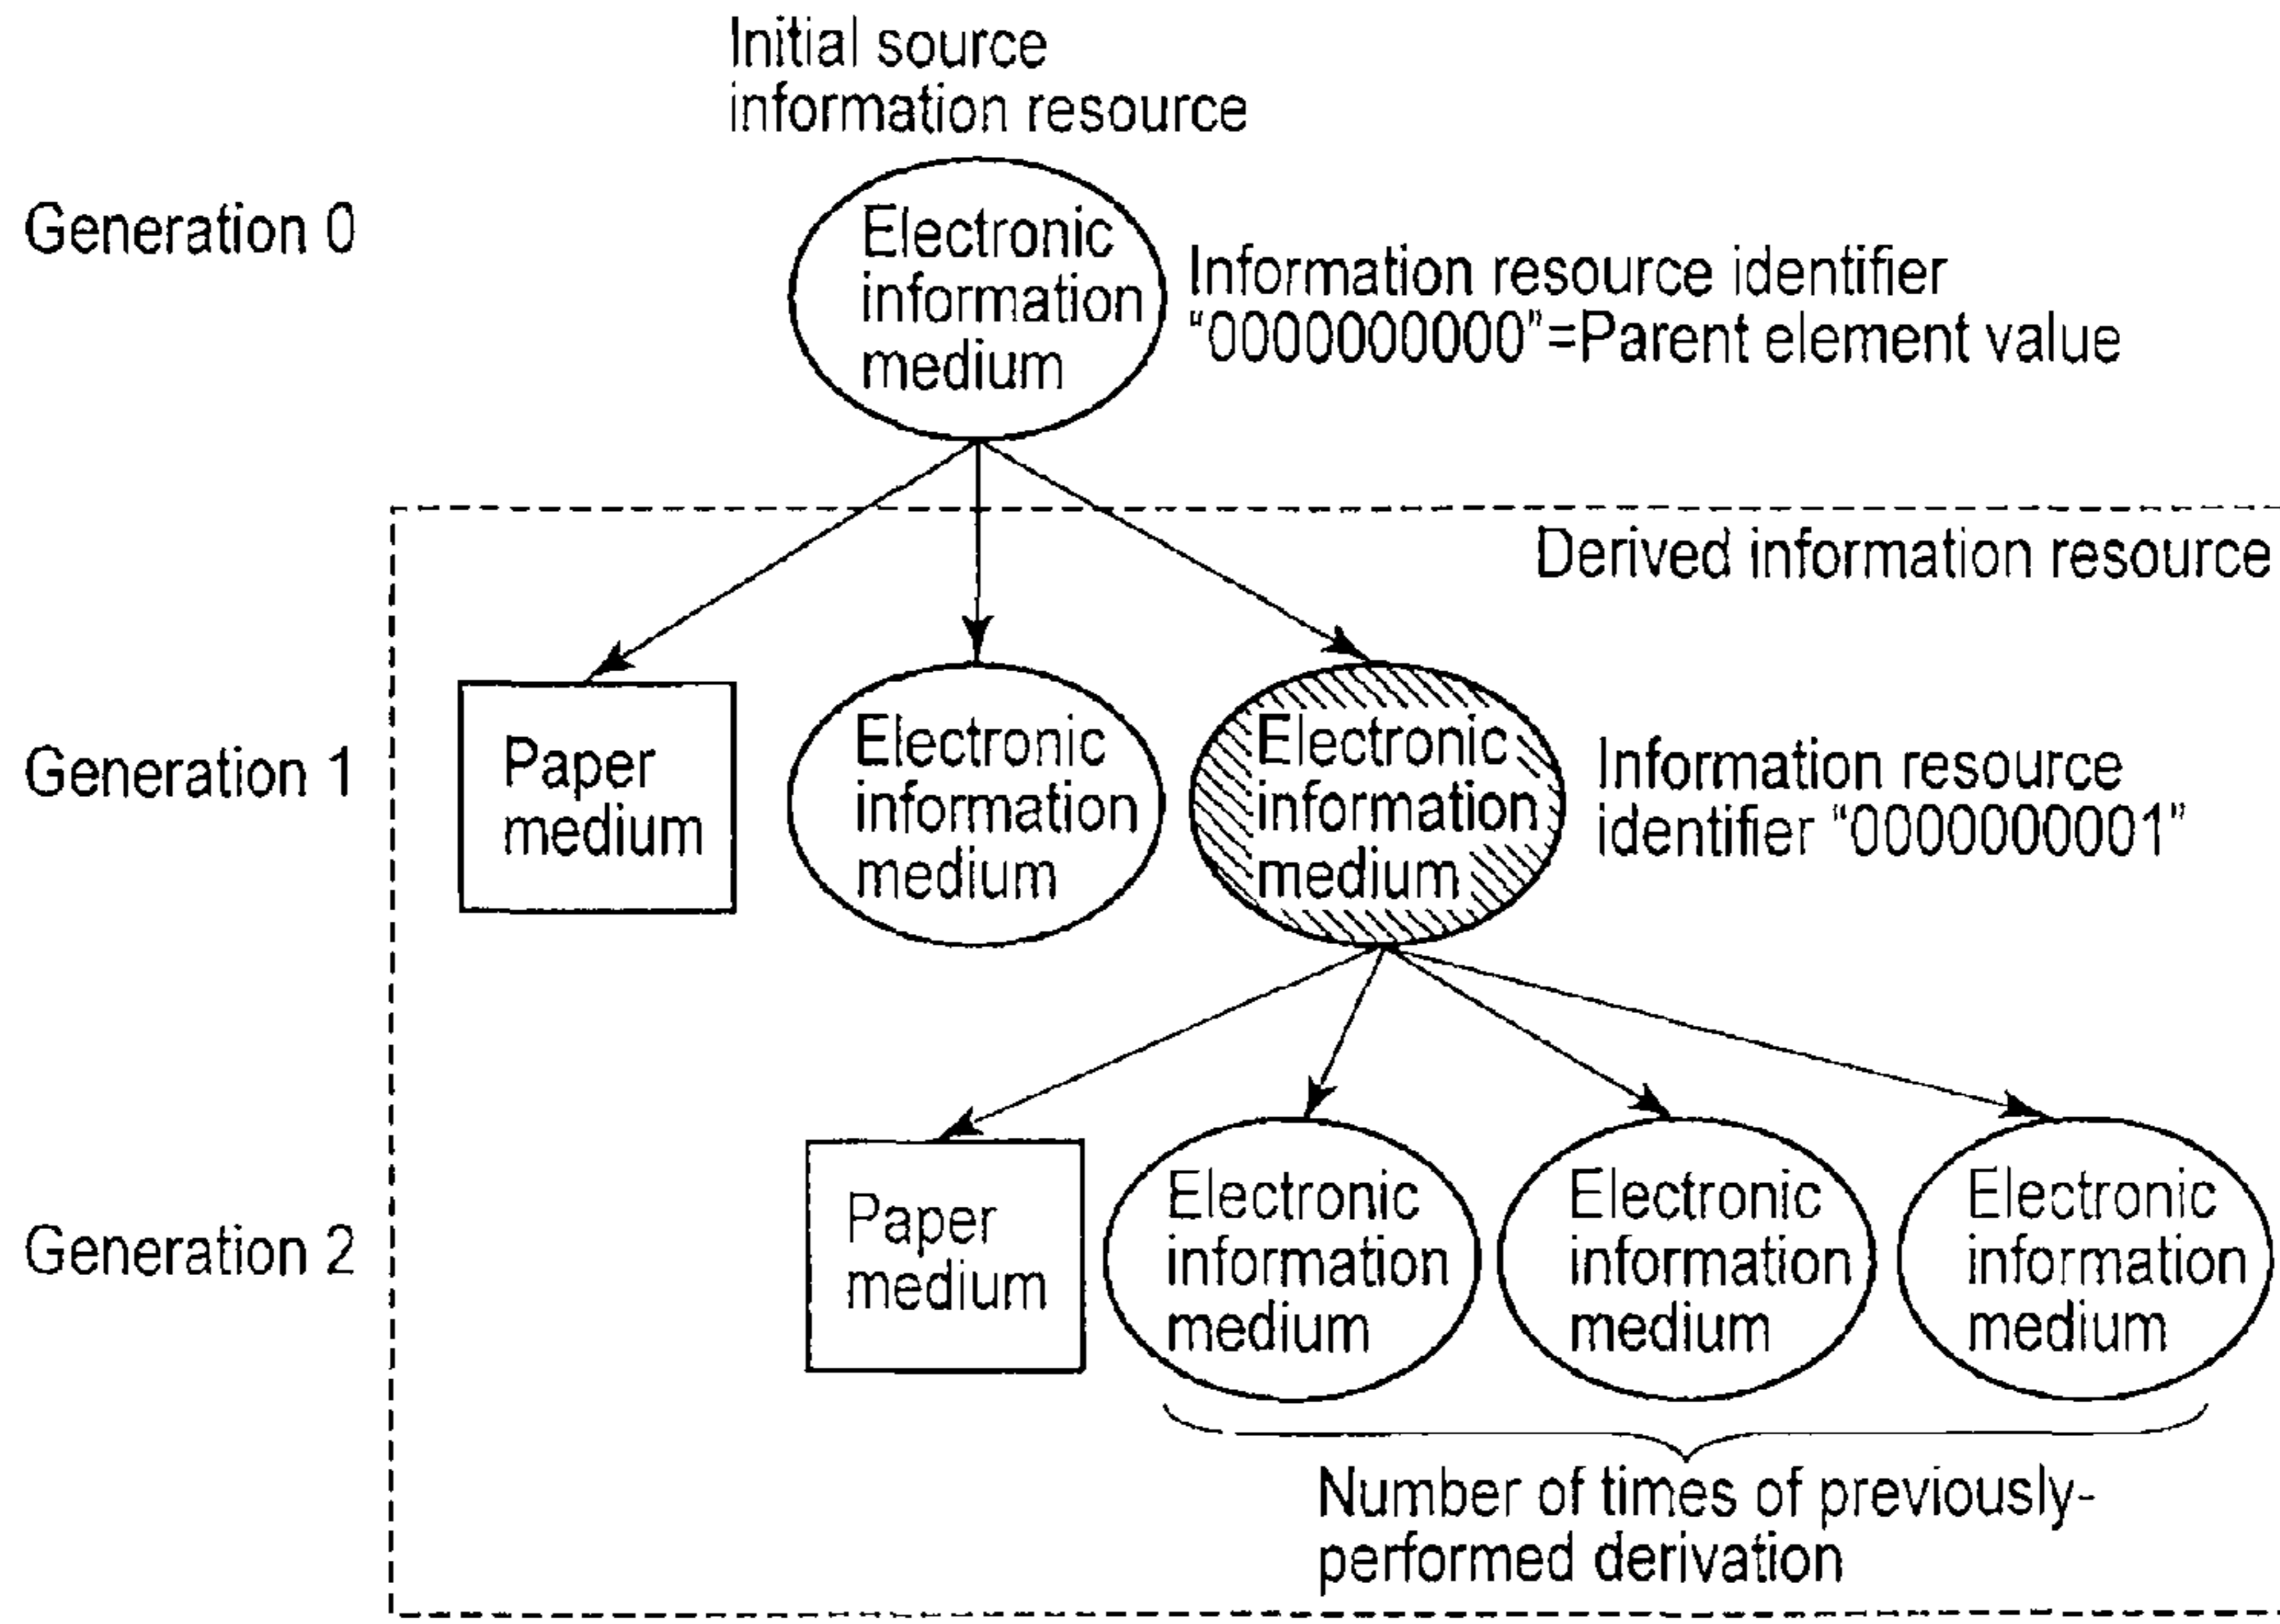 Initial source
information resource
Generation 0
Electronic
information
medium
Information resource identifier
“0000000000”=Parent element value
Derived information resource
Generation 1
Paper
medium
Electronic
information
medium
Electronic
information
medium
Information resource
identifier “0000000001”
Generation 2
Paper
medium
Electronic
information
medium
Electronic
information
medium
Electronic
information
medium
Number of times of previously-
performed derivation